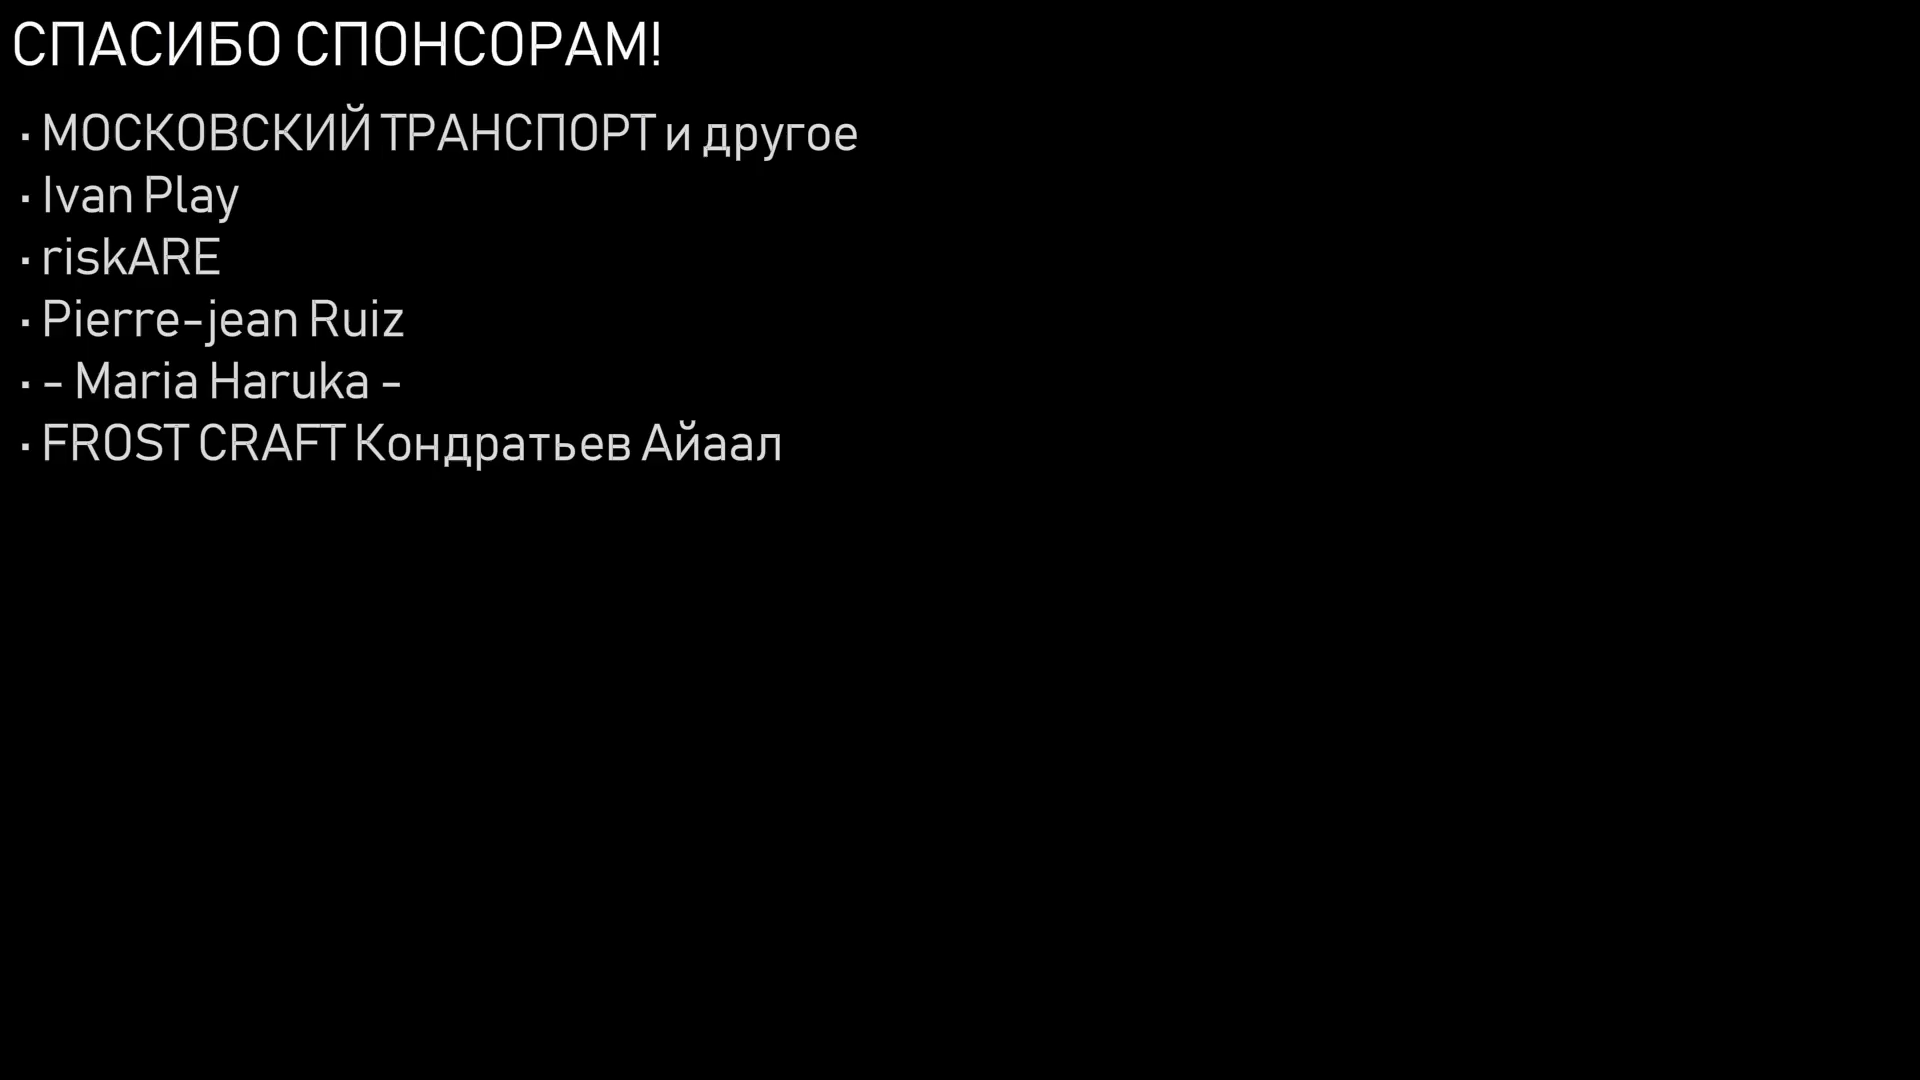 СПАСИБО СПОНСОРАМ!
· МОСКОВСКИЙ ТРАНСПОРТ и другое
· Ivan Play
· riskARE
· Pierre-jean Ruiz
· - Maria Haruka -
· FROST CRAFT Кондратьев Айаал